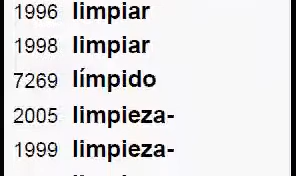 1996 limpiar
1998 limpiar
7269 límpido
2005 limpieza-
1999 limpieza-